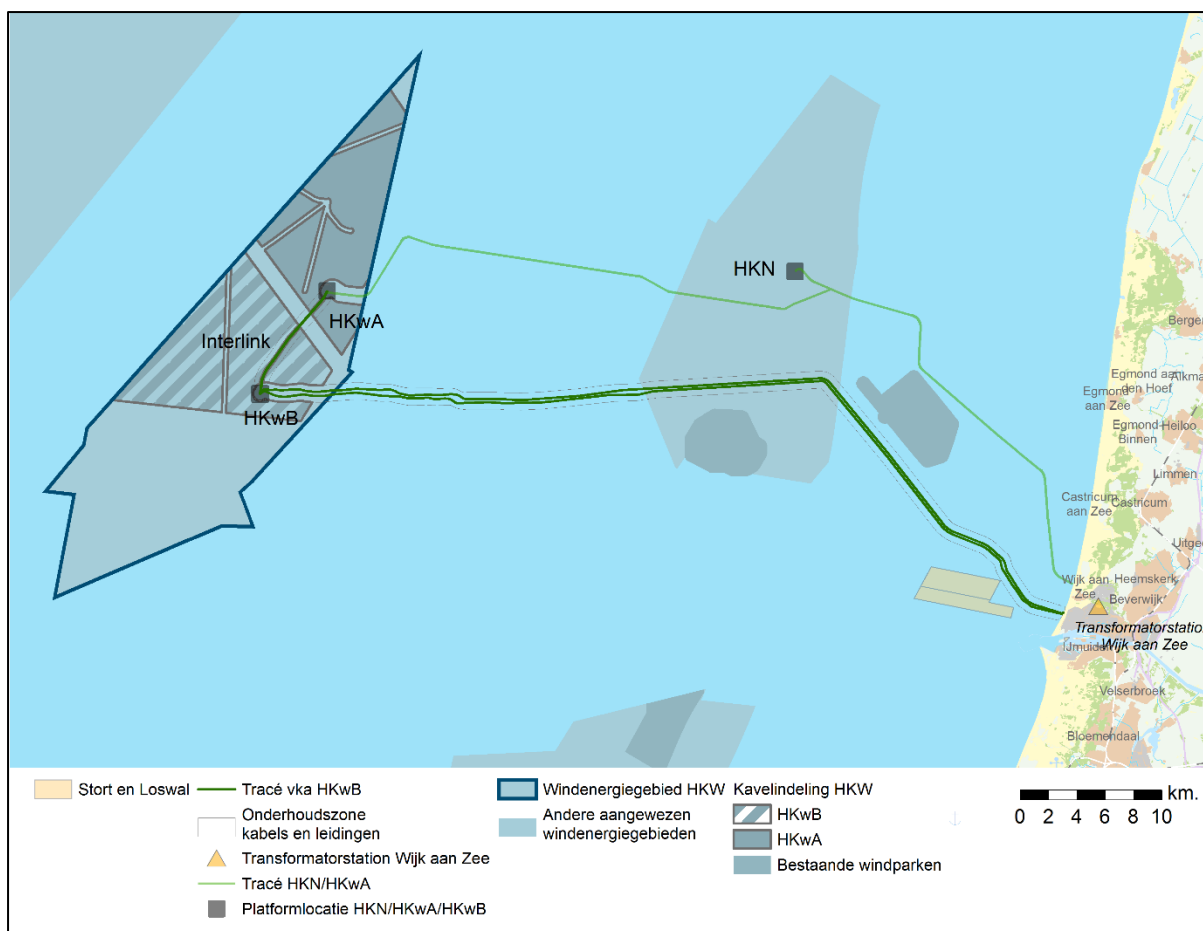 HKN
HKwA
Interlink
HKwB
Bergen
Egmond aan
den Hoef
Alkma
Egmond
aan Zee
Egmond-
Binnen
Heiloo
Limmen
Castricum
aan Zee
Castricum
Uitgee
Wijk aan
Zee
Heemskerk
Beverwijk
Transformatorstation
Wijk aan Zee
IJmuiden
Velserbroek
Bloemendaal
Stort en Loswal
Onderhoudszone
kabels en leidingen
Transformatorstation Wijk aan Zee
Tracé HKN/HKwA
Platformlocatie HKN/HKwA/HKwB
Tracé vka HKwB
Windenergiegebied HKW
Andere aangewezen
windenergiegebieden
Kavelindeling HKW
HKwB
HKwA
Bestaande windparken
km.
0 2 4 6 8 10